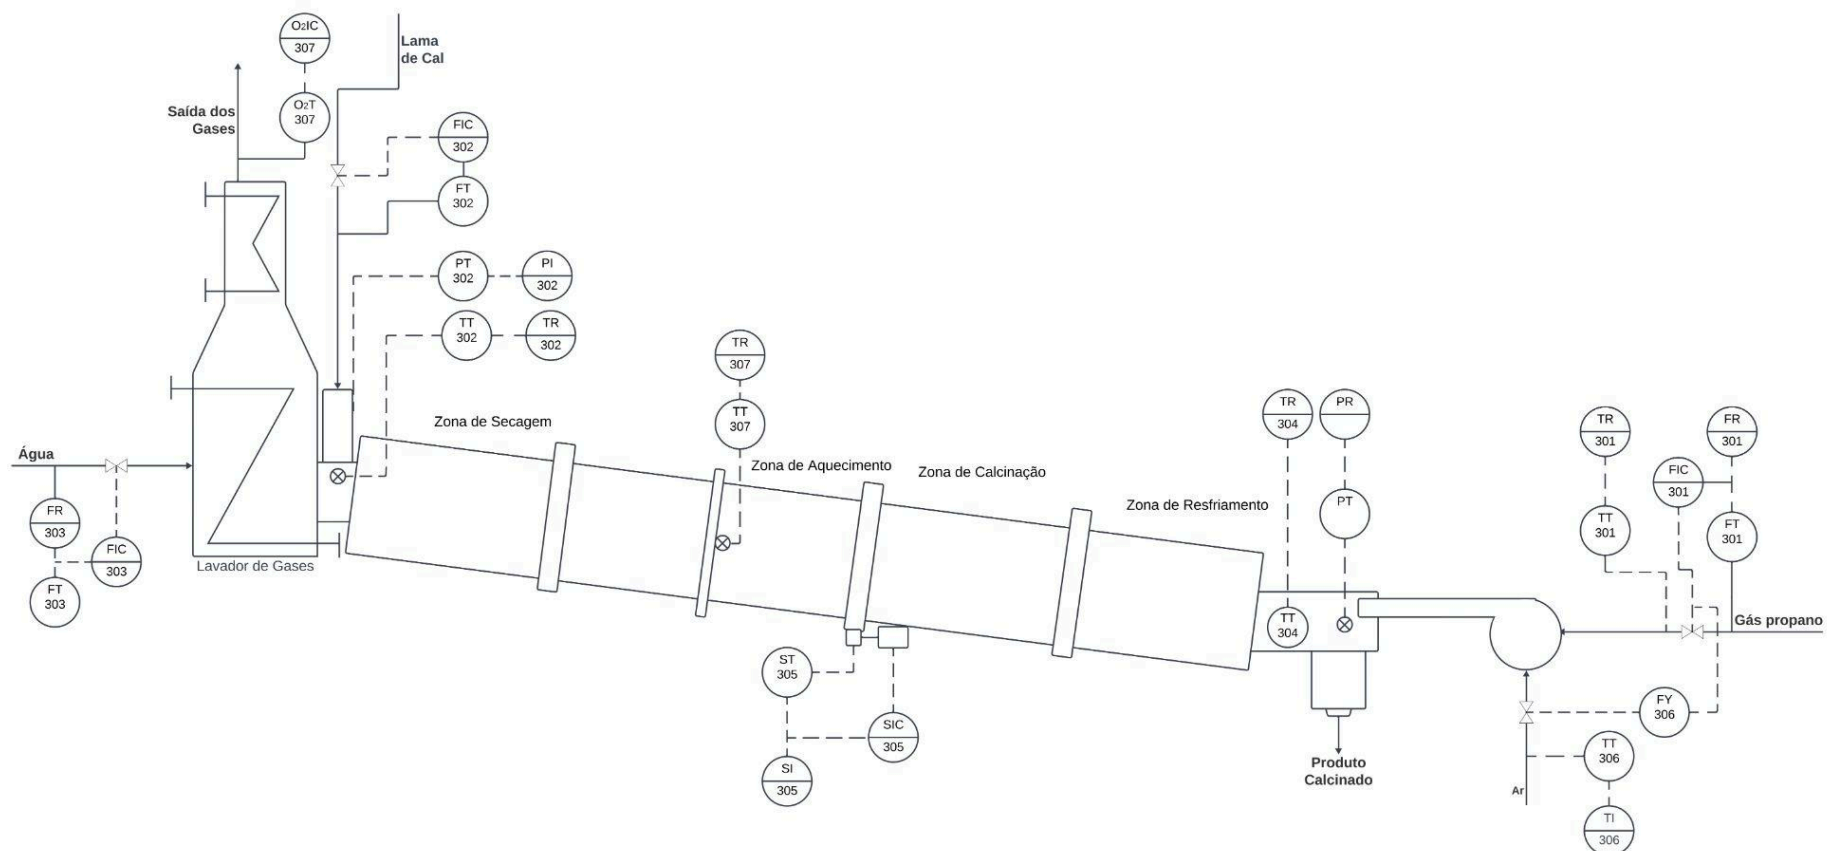 O₂IC
307
Lama
de Cal
Saída dos
Gases
O₂T
307
FIC
302
FT
302
PT
302
PI
302
TT
302
TR
302
TR
307
TT
307
Zona de Secagem
Zona de Aquecimento
Zona de Calcinação
Zona de Resfriamento
TR
304
PR
PT
TT
304
TR
301
FR
301
FIC
301
TT
301
FT
301
Água
FR
303
FIC
303
FT
303
Lavador de Gases
Gás propano
ST
305
SIC
305
SI
305
FY
306
TT
306
TI
306
Ar
Produto
Calcinado